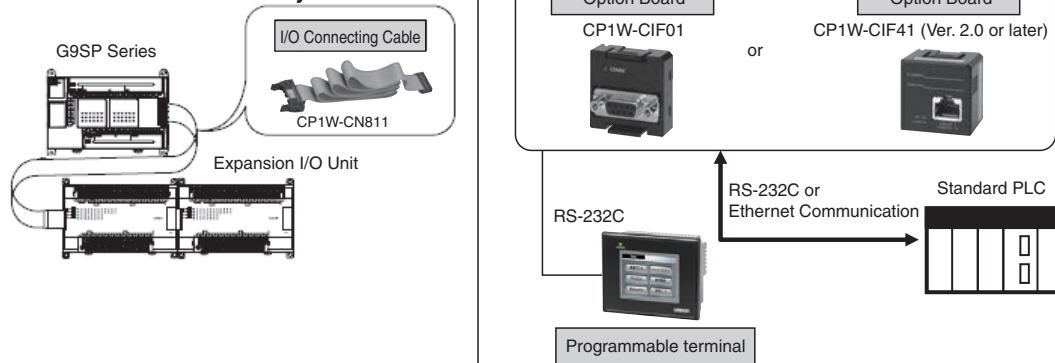 G9SP Series
I/O Connecting Cable
CP1W-CN811
Expansion I/O Unit
Option Board
Option Board
CP1W-CIF01
or
CP1W-CIF41 (Ver. 2.0 or later)
RS-232C
RS-232C or
Ethernet Communication
Standard PLC
Programmable terminal